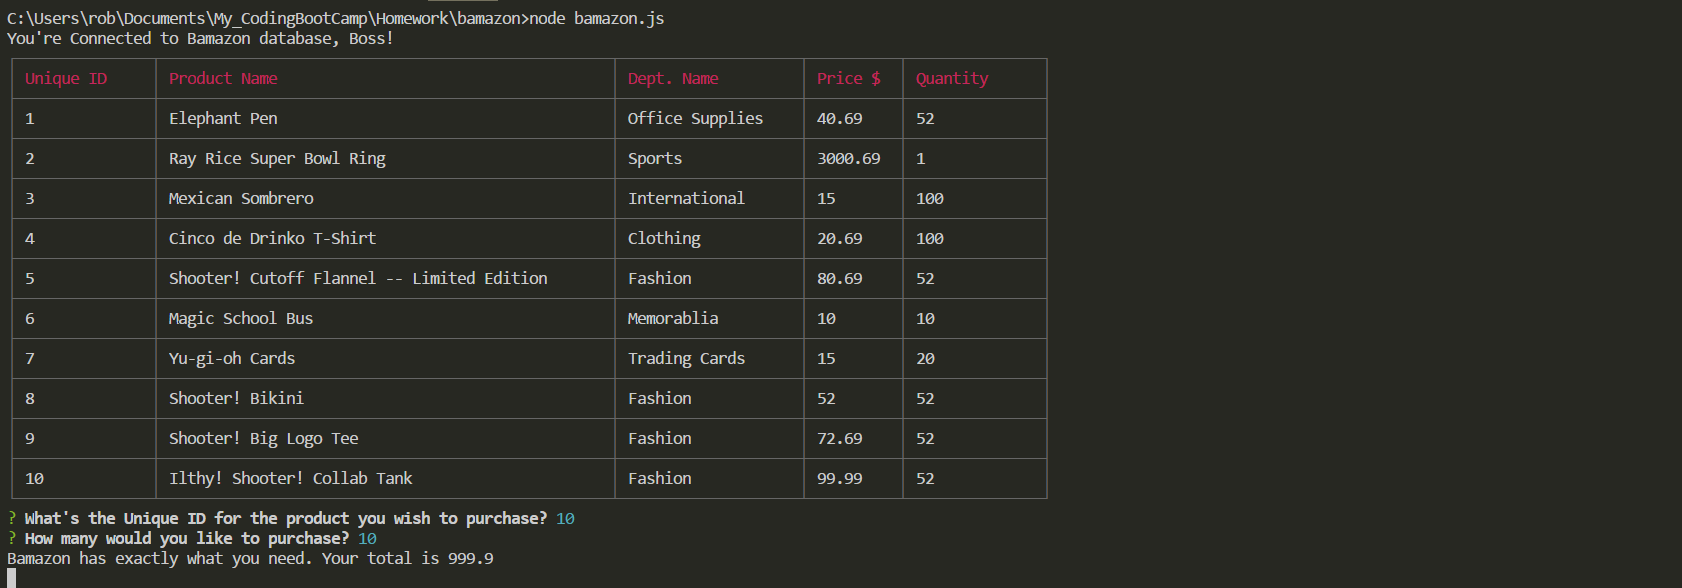 C:\Users\rob\Documents\My_CodingBootCamp\Homework\bamazon>node bamazon.js
You're Connected to Bamazon database, Boss!
Unique ID Product Name Dept. Name Price $ Quantity
1 Elephant Pen Office Supplies 40.69 52
2 Ray Rice Super Bowl Ring Sports 3000.69 1
3 Mexican Sombrero International 15 100
4 Cinco de Drinko T-Shirt Clothing 20.69 100
5 Shooter! Cutoff Flannel -- Limited Edition Fashion 80.69 52
6 Magic School Bus Memorablia 10 10
7 Yu-gi-oh Cards Trading Cards 15 20
8 Shooter! Bikini Fashion 52 52
9 Shooter! Big Logo Tee Fashion 72.69 52
10 Ilthy! Shooter! Collab Tank Fashion 99.99 52
? What's the Unique ID for the product you wish to purchase? 10
? How many would you like to purchase? 10
Bamazon has exactly what you need. Your total is 999.9